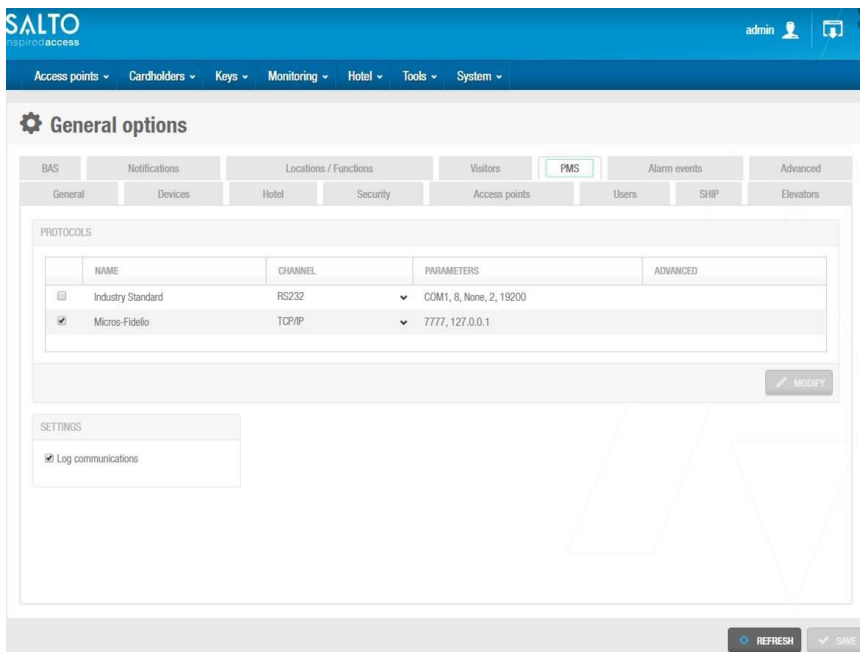 SALTO
inspiredaccess
admin
Access points Cardholders Keys Monitoring Hotel Tools System
General options
BAS Notifications Locations / Functions Visitors PMS Alarm events Advanced
General Devices Hotel Security Access points Users SHIP Elevators
PROTOCOLS
NAME CHANNEL PARAMETERS ADVANCED
Industry Standard RS232 COM1, 8, None, 2, 19200
Micros-Fidelio TCP/IP 7777, 127.0.0.1
MODIFY
SETTINGS
Log communications
REFRESH SAVE